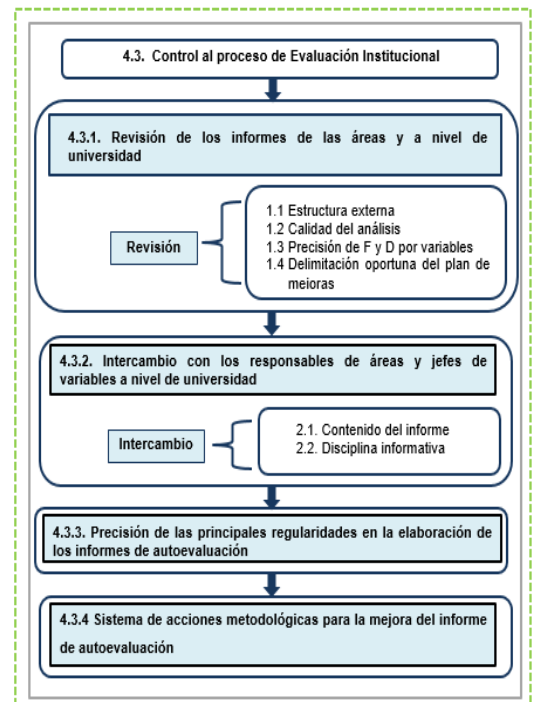 4.3. Control al proceso de Evaluación Institucional
4.3.1. Revisión de los informes de las áreas y a nivel de
universidad
Revisión
1.1 Estructura externa
1.2 Calidad del análisis
1.3 Precisión de F y D por variables
1.4 Delimitación oportuna del plan de
meioras
4.3.2. Intercambio con los responsables de áreas y jefes de
variables a nivel de universidad
Intercambio
2.1. Contenido del informe
2.2. Disciplina informativa
4.3.3. Precisión de las principales regularidades en la elaboración de
los informes de autoevaluación
4.3.4 Sistema de acciones metodológicas para la mejora del informe
de autoevaluación